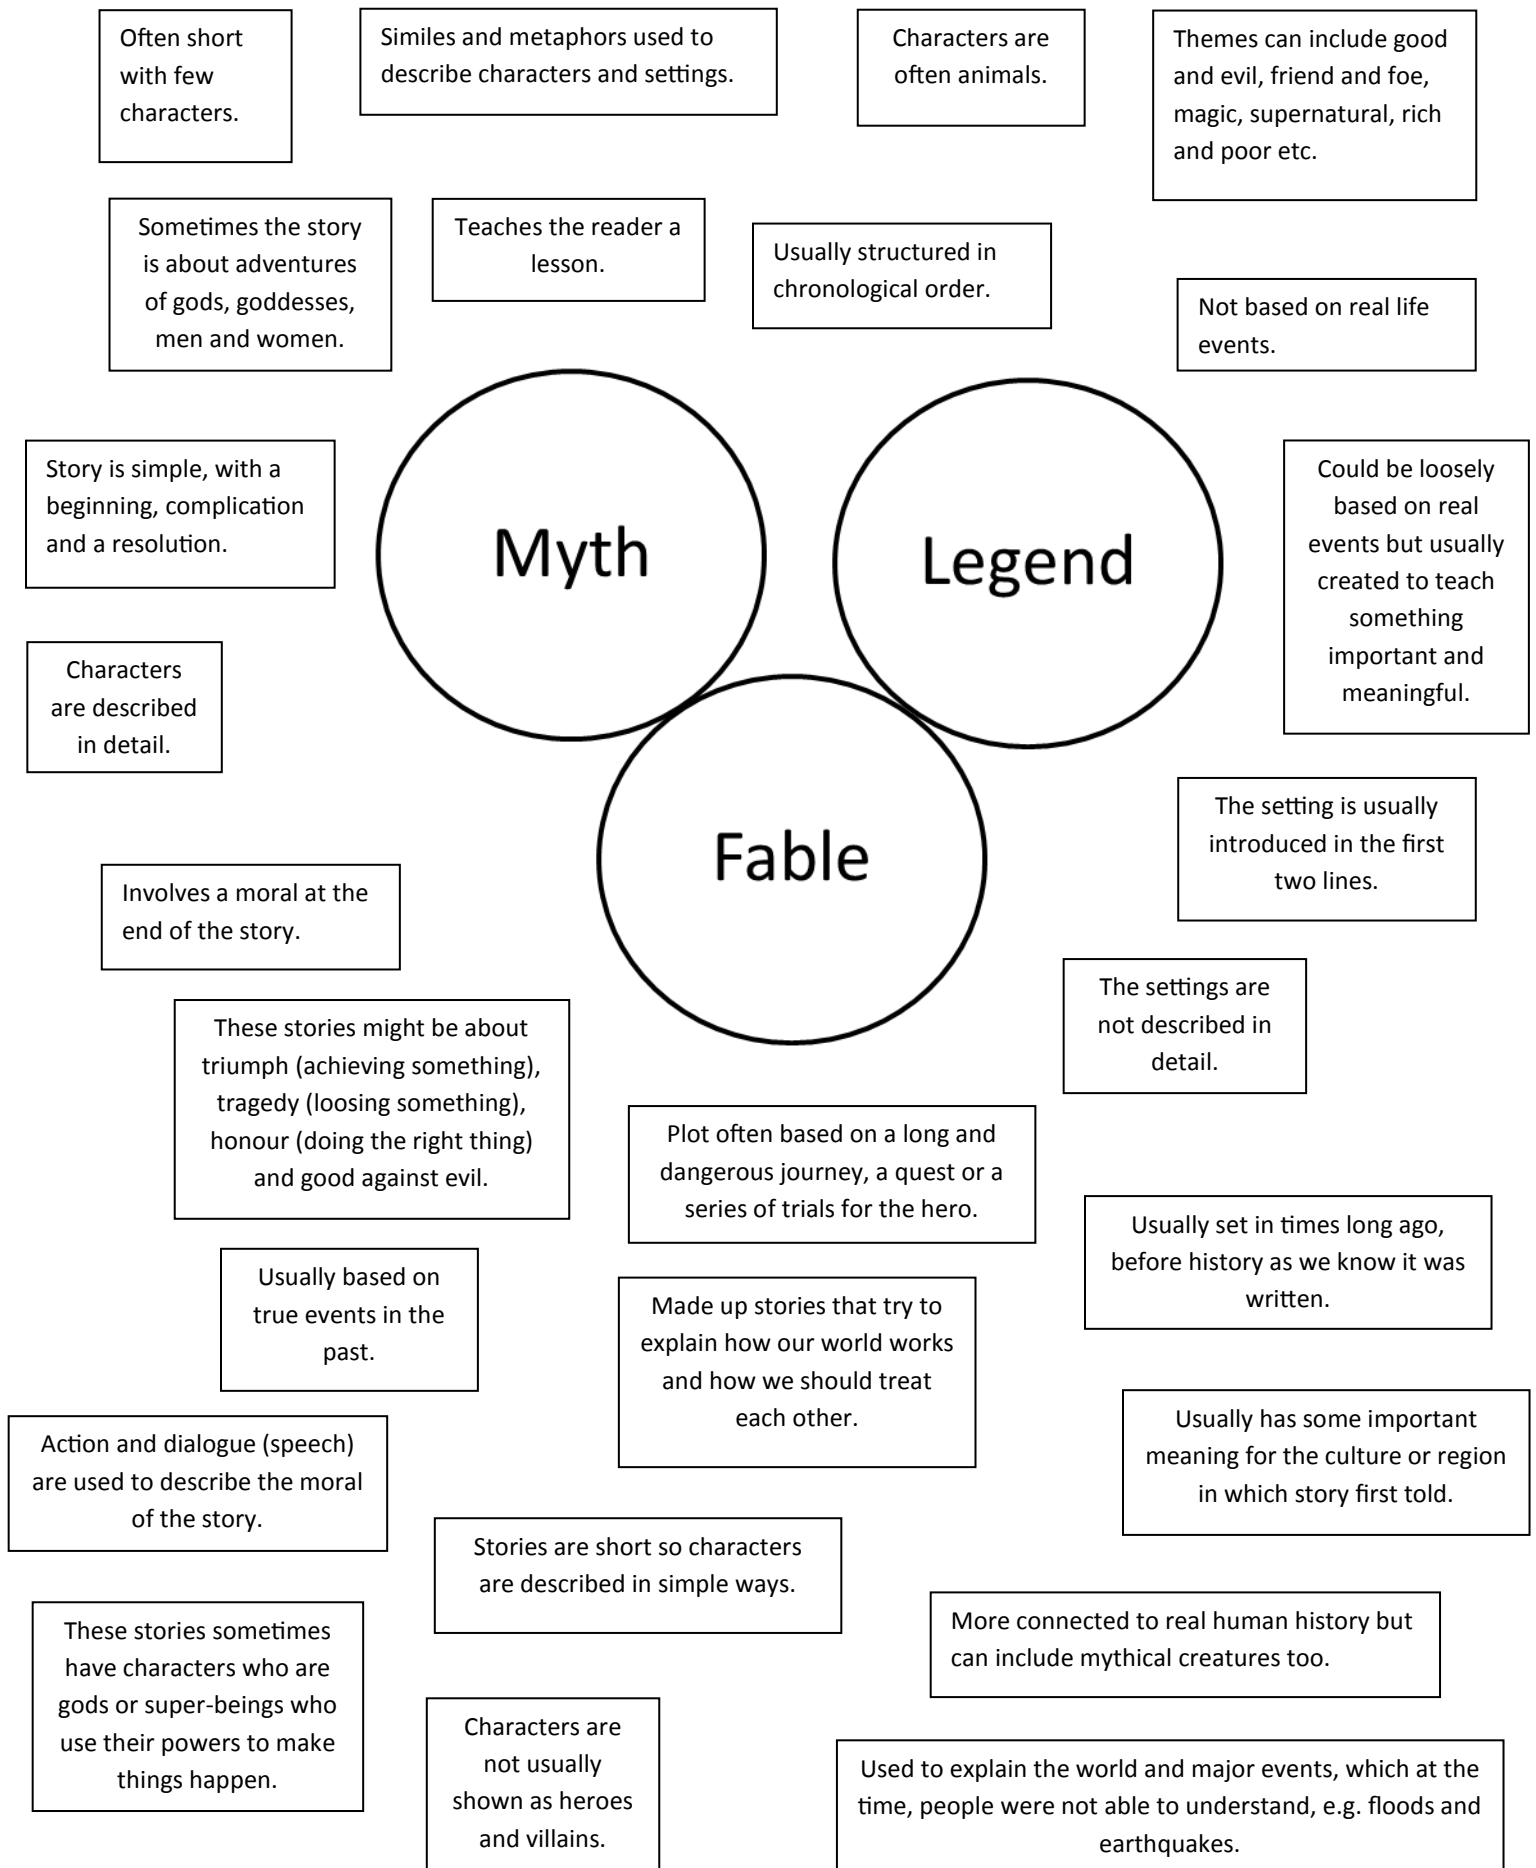 Often short
with few
characters.
Similes and metaphors used to
describe characters and settings.
Characters are
often animals.
Themes can include good
and evil, friend and foe,
magic, supernatural, rich
and poor etc.
Sometimes the story
is about adventures
of gods, goddesses,
men and women.
Teaches the reader a
lesson.
Usually structured in
chronological order.
Not based on real life
events.
Story is simple, with a
beginning, complication
and a resolution.
Myth
Legend
Could be loosely
based on real
events but usually
created to teach
something
important and
meaningful.
Characters
are described
in detail.
Fable
The setting is usually
introduced in the first
two lines.
Involves a moral at the
end of the story.
The settings are
not described in
detail.
These stories might be about
triumph (achieving something),
tragedy (loosing something),
honour (doing the right thing)
and good against evil.
Plot often based on a long and
dangerous journey, a quest or a
series of trials for the hero.
Usually set in times long ago,
before history as we know it was
written.
Usually based on
true events in the
past.
Made up stories that try to
explain how our world works
and how we should treat
each other.
Usually has some important
meaning for the culture or region
in which story first told.
Action and dialogue (speech)
are used to describe the moral
of the story.
Stories are short so characters
are described in simple ways.
More connected to real human history but
can include mythical creatures too.
These stories sometimes
have characters who are
gods or super-beings who
use their powers to make
things happen.
Characters are
not usually
shown as heroes
and villains.
Used to explain the world and major events, which at the
time, people were not able to understand, e.g. floods and
earthquakes.